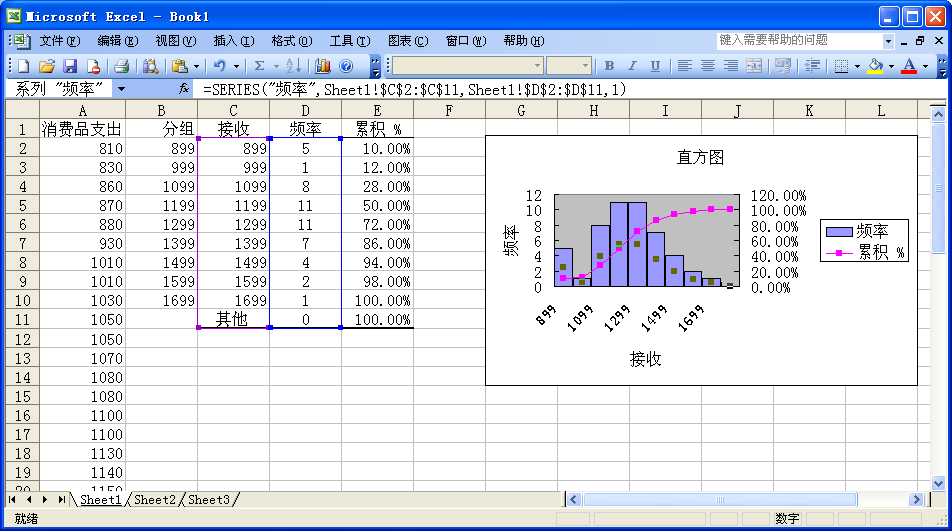 Microsoft Excel - Book1
文件(F) 编辑(E) 视图(V) 插入(I) 格式(O) 工具(T) 图表(C) 窗口(W) 帮助(H) 键入需要帮助的问题
系列 "频率" fx =SERIES("频率",Sheet1!$C$2:$C$11,Sheet1!$D$2:$D$11,1)
A B C D E F G H I J K L
1 消费品支出 分组 接收 频率 累积 %
2 810 899 899 5 10.00%
3 830 999 999 1 12.00%
4 860 1099 1099 8 28.00%
5 870 1199 1199 11 50.00%
6 880 1299 1299 11 72.00%
7 930 1399 1399 7 86.00%
8 1010 1499 1499 4 94.00%
9 1010 1599 1599 2 98.00%
10 1030 1699 1699 1 100.00%
11 1050 其他 0 100.00%
12 1050
13 1070
14 1080
15 1080
16 1100
17 1100
18 1130
19 1140
20 1150
直方图
频率
12
10
8
6
4
2
0
120.00%
100.00%
80.00%
60.00%
40.00%
20.00%
0.00%
899 1099 1299 1499 1699
接收
频率
累积 %
Sheet1 Sheet2 Sheet3
就绪 数字